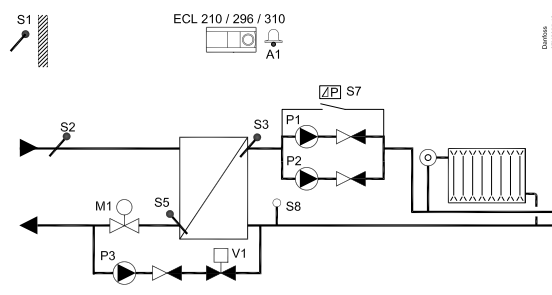 S1
ECL 210 / 296 / 310
A1
Danfoss
P S7
S2
S3
P1
P2
M1
S5
S8
P3
V1